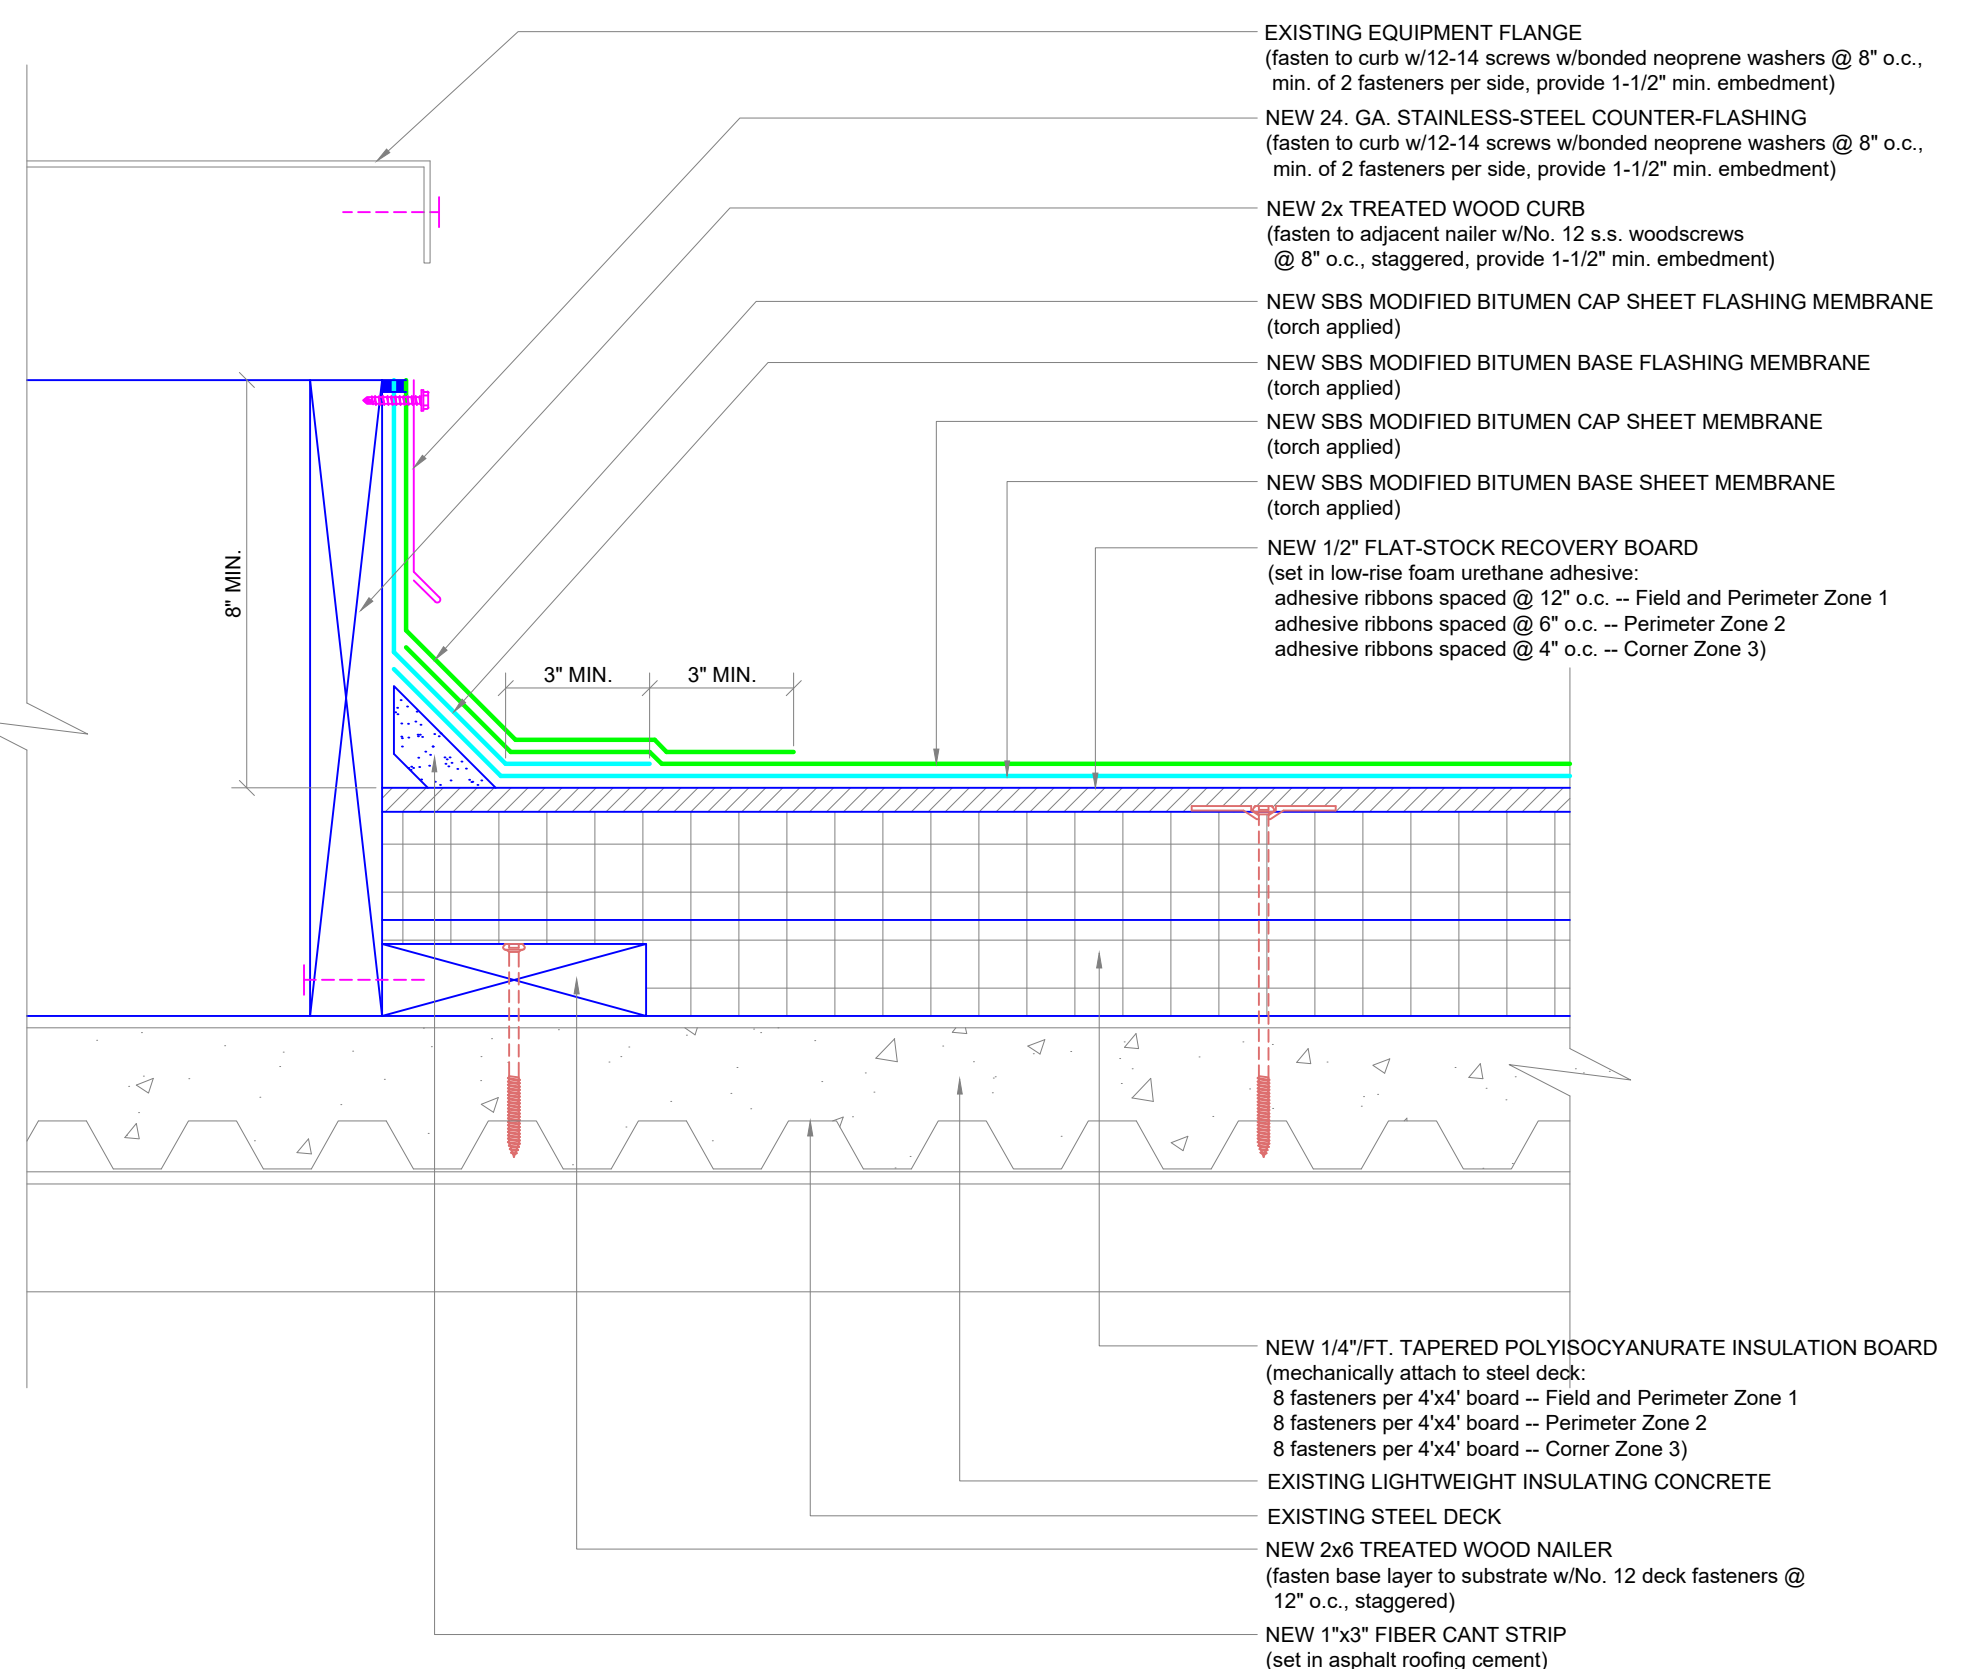 EXISTING EQUIPMENT FLANGE
(fasten to curb w/12-14 screws w/bonded neoprene washers @ 8" o.c.,
min. of 2 fasteners per side, provide 1-1/2" min. embedment)
NEW 24. GA. STAINLESS-STEEL COUNTER-FLASHING
(fasten to curb w/12-14 screws w/bonded neoprene washers @ 8" o.c.,
min. of 2 fasteners per side, provide 1-1/2" min. embedment)
NEW 2x TREATED WOOD CURB
(fasten to adjacent nailer w/No. 12 s.s. woodscrews
@ 8" o.c., staggered, provide 1-1/2" min. embedment)
NEW SBS MODIFIED BITUMEN CAP SHEET FLASHING MEMBRANE
(torch applied)
NEW SBS MODIFIED BITUMEN BASE FLASHING MEMBRANE
(torch applied)
NEW SBS MODIFIED BITUMEN CAP SHEET MEMBRANE
(torch applied)
NEW SBS MODIFIED BITUMEN BASE SHEET MEMBRANE
(torch applied)
NEW 1/2" FLAT-STOCK RECOVERY BOARD
(set in low-rise foam urethane adhesive:
adhesive ribbons spaced @ 12" o.c. -- Field and Perimeter Zone 1
adhesive ribbons spaced @ 6" o.c. -- Perimeter Zone 2
adhesive ribbons spaced @ 4" o.c. -- Corner Zone 3)
8" MIN.
3" MIN.
3" MIN.
NEW 1/4"/FT. TAPERED POLYISOCYANURATE INSULATION BOARD
(mechanically attach to steel deck:
8 fasteners per 4'x4' board -- Field and Perimeter Zone 1
8 fasteners per 4'x4' board -- Perimeter Zone 2
8 fasteners per 4'x4' board -- Corner Zone 3)
EXISTING LIGHTWEIGHT INSULATING CONCRETE
EXISTING STEEL DECK
NEW 2x6 TREATED WOOD NAILER
(fasten base layer to substrate w/No. 12 deck fasteners @
12" o.c., staggered)
NEW 1"x3" FIBER CANT STRIP
(set in asphalt roofing cement)